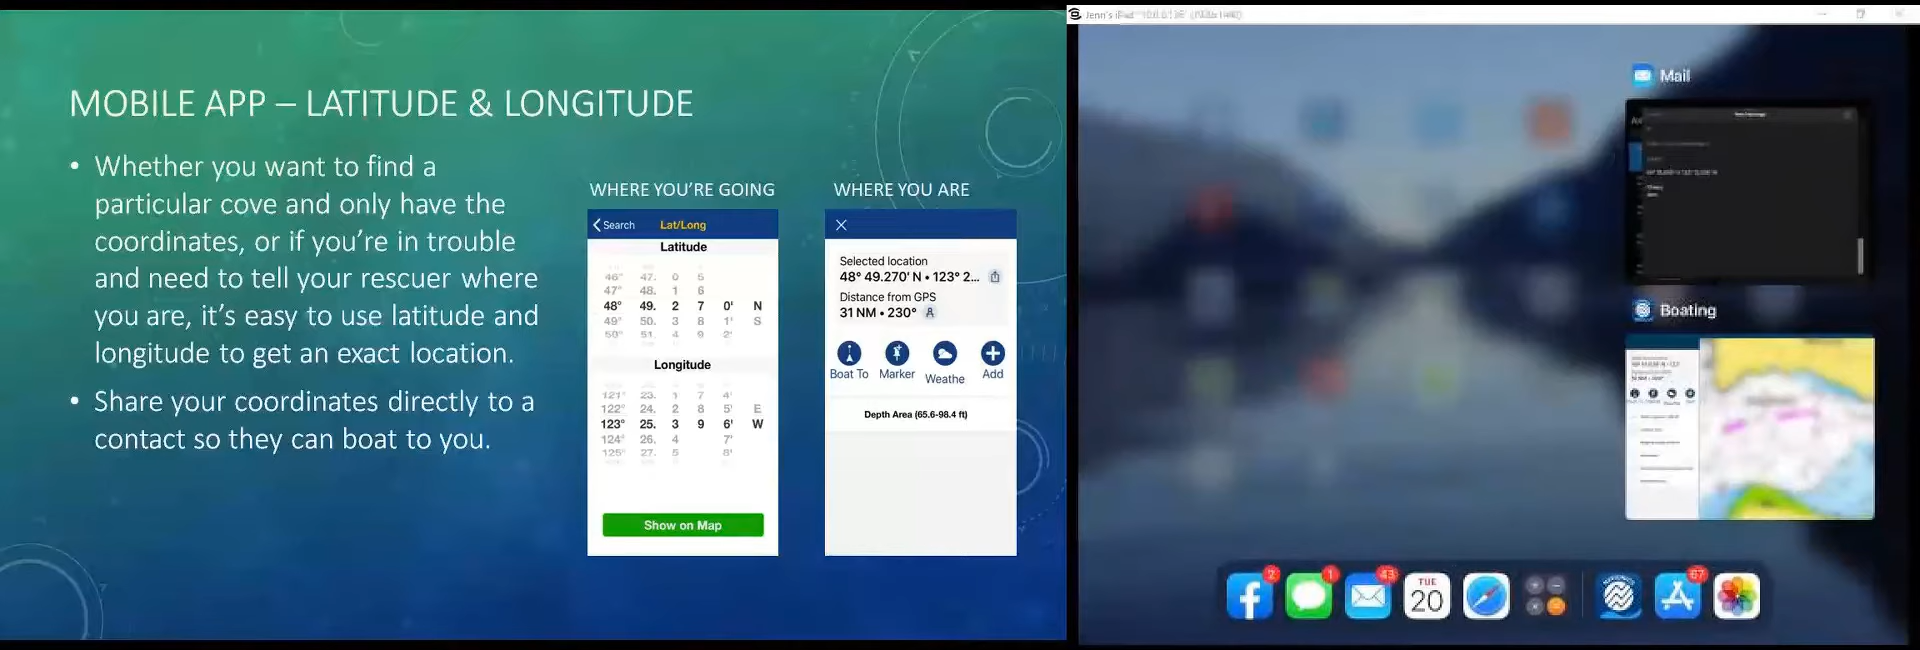 MOBILE APP – LATITUDE & LONGITUDE
• Whether you want to find a
particular cove and only have the
coordinates, or if you're in trouble
and need to tell your rescuer where
you are, it's easy to use latitude and
longitude to get an exact location.
• Share your coordinates directly to a
contact so they can boat to you.
WHERE YOU'RE GOING
Search Lat/Long
Latitude
46° 47. 0 5
47° 48. 1 6
48° 49. 2 7 0' N
49° 50. 3 8 1' S
50° 51. 4 9 2'
Longitude
121° 23. 1 7 4'
122° 24. 2 8 5' E
123° 25. 3 9 6' W
124° 26. 4 7'
125° 27. 5 8'
Show on Map
WHERE YOU ARE
Selected location
48° 49.270' N • 123° 2...
Distance from GPS
31 NM • 230°
Boat To Marker Weathe Add
Depth Area (65.6-98.4 ft)
Jenn's iPad
Mail
Boating
2 1 43 TUE 67
20